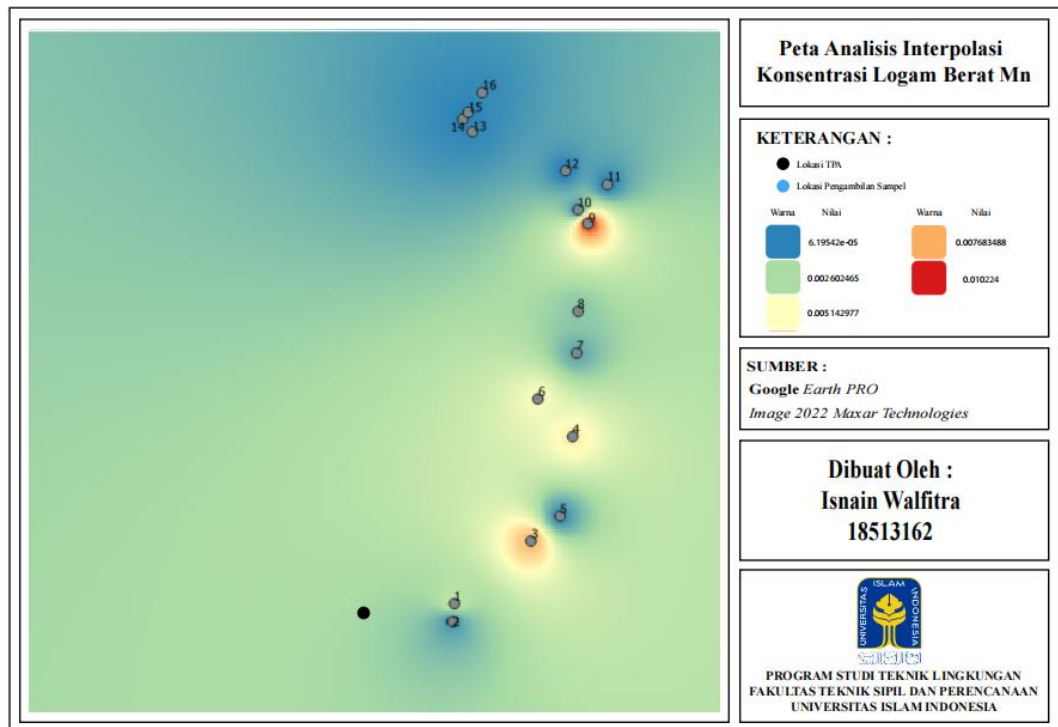 Peta Analisis Interpolasi
Konsentrasi Logam Berat Mn
KETERANGAN :
Lokasi TPA
Lokasi Pengambilan Sampel
Warna Nilai Warna Nilai
6.19542e-05 0.007683488
0.002602465 0.010224
0.005142977
SUMBER :
Google Earth PRO
Image 2022 Maxar Technologies
Dibuat Oleh :
Isnain Walfitra
18513162
UNIVERSITAS ISLAM INDONESIA
PROGRAM STUDI TEKNIK LINGKUNGAN
FAKULTAS TEKNIK SIPIL DAN PERENCANAAN
UNIVERSITAS ISLAM INDONESIA
16
15
14 13
12
11
10
9
8
7
6
4
5
3
1
2